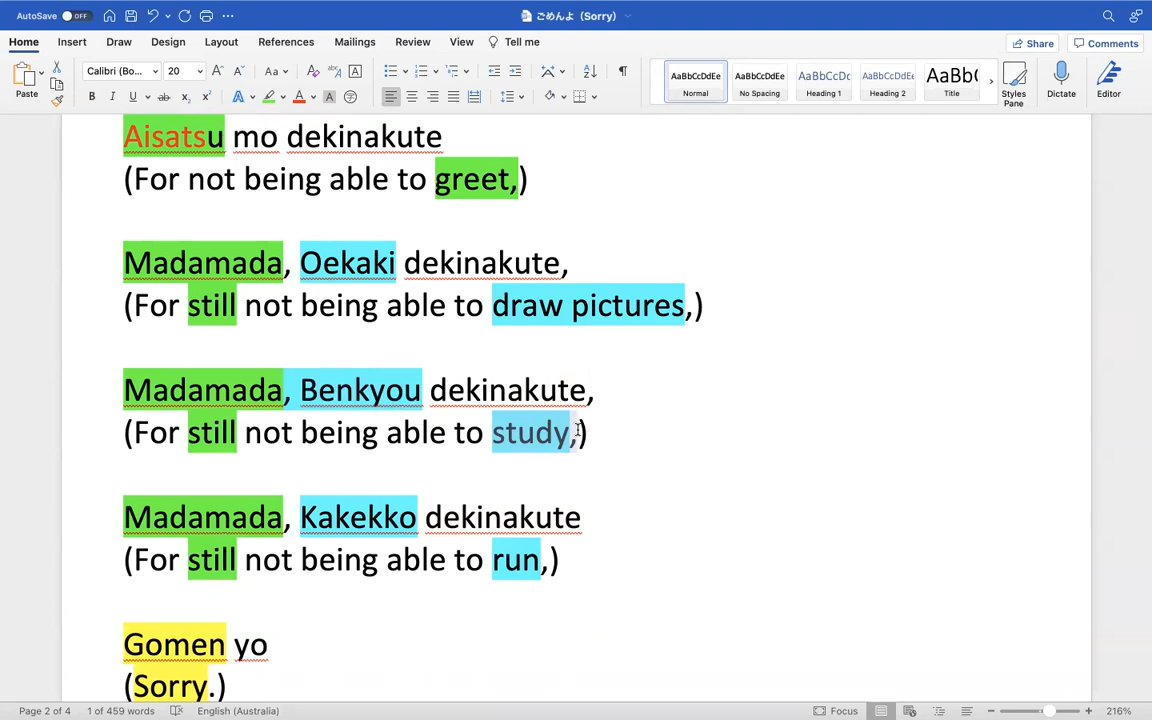 AutoSave OFF ごめんよ (Sorry)
Home Insert Draw Design Layout References Mailings Review View Tell me Share Comments
Paste Calibri (Bo... 20 Aa AaBbCcDdEe Normal AaBbCcDdEe No Spacing AaBbCcDc Heading 1 AaBbCcDdEe Heading 2 AaBb( Title Styles Pane Dictate Editor
Aisatsu mo dekinakute
(For not being able to greet,)
Madamada, Oekaki dekinakute,
(For still not being able to draw pictures,)
Madamada, Benkyou dekinakute,
(For still not being able to study,)
Madamada, Kakekko dekinakute
(For still not being able to run,)
Gomen yo
(Sorry.)
Page 2 of 4 1 of 459 words English (Australia) Focus 216%